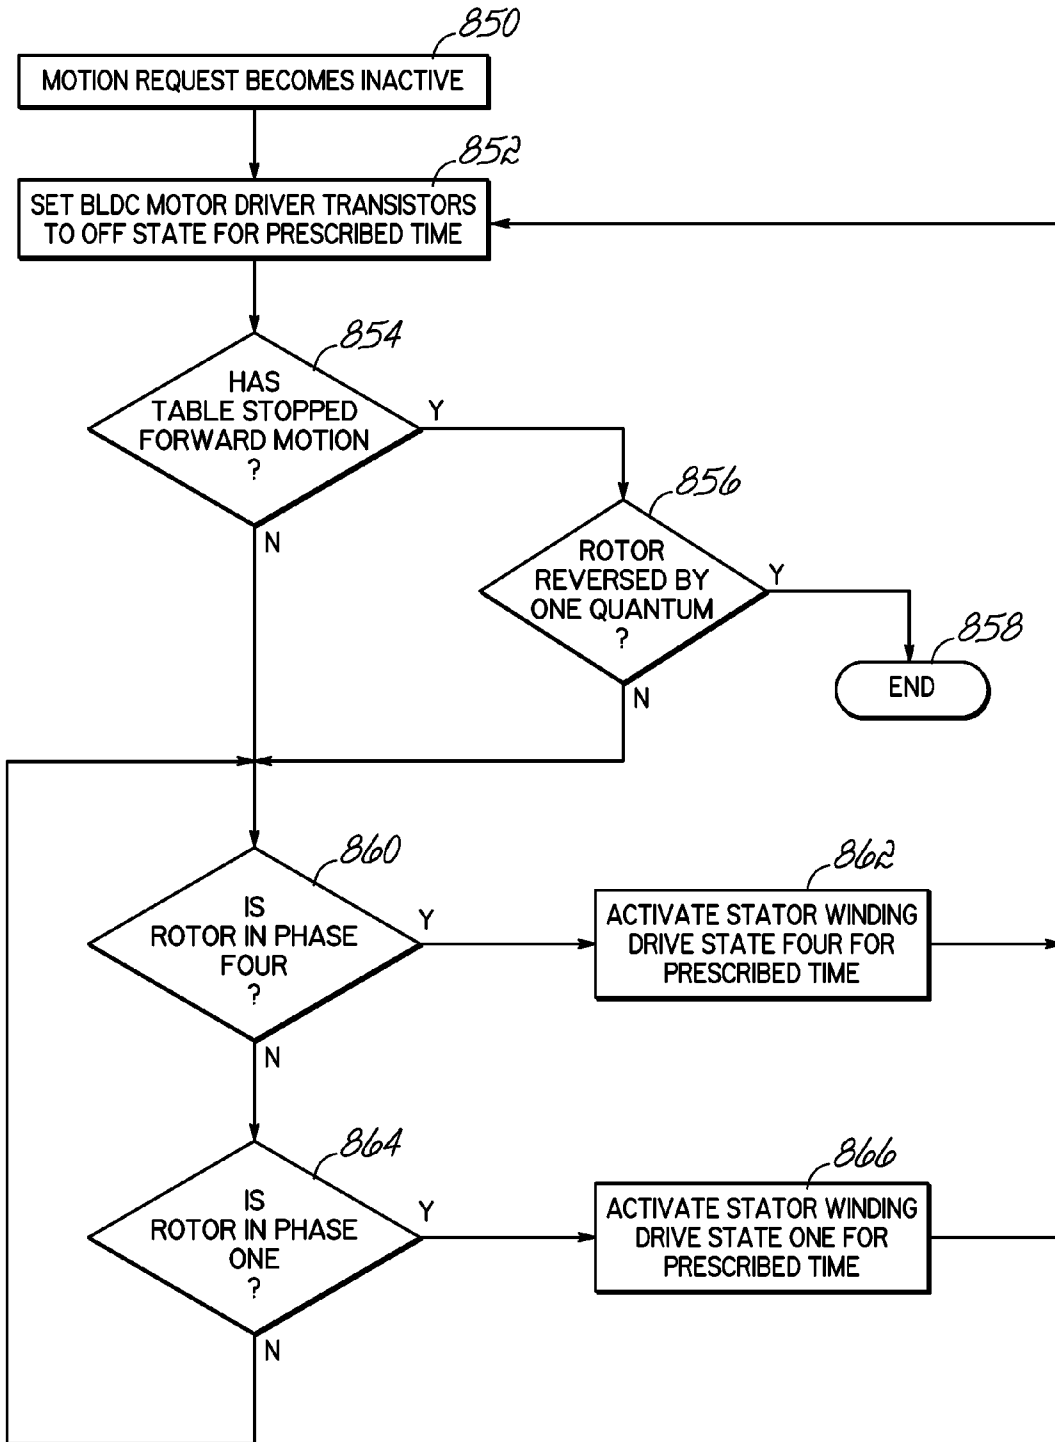 850
MOTION REQUEST BECOMES INACTIVE
852
SET BLDC MOTOR DRIVER TRANSISTORS
TO OFF STATE FOR PRESCRIBED TIME
854
HAS
TABLE STOPPED
FORWARD MOTION
?
Y
N
856
ROTOR
REVERSED BY
ONE QUANTUM
?
Y
N
858
END
860
IS
ROTOR IN PHASE
FOUR
?
Y
N
862
ACTIVATE STATOR WINDING
DRIVE STATE FOUR FOR
PRESCRIBED TIME
864
IS
ROTOR IN PHASE
ONE
?
Y
N
866
ACTIVATE STATOR WINDING
DRIVE STATE ONE FOR
PRESCRIBED TIME